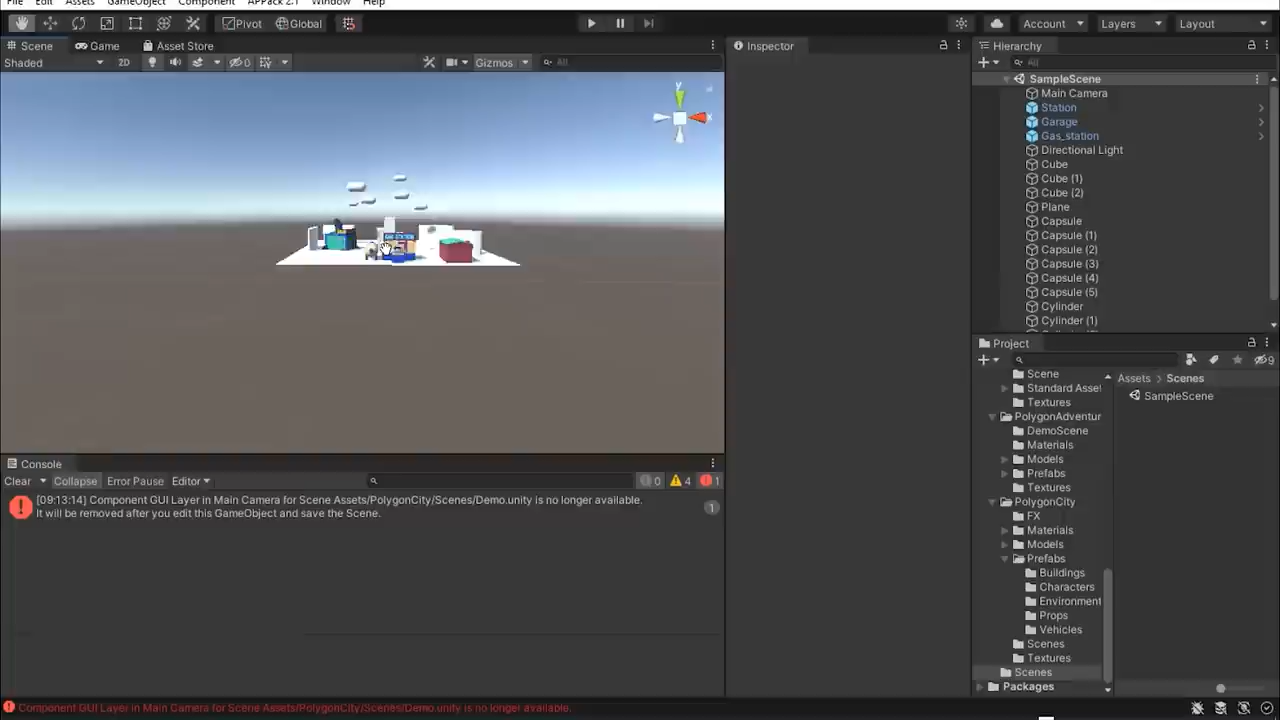 File Edit Assets GameObject Component APPack 2.1 Window Help
Pivot Global Account Layers Layout
Scene Game Asset Store
Shaded 2D 0 Gizmos All
y
x
Console
Clear Collapse Error Pause Editor 0 4 1
[09:13:14] Component GUI Layer in Main Camera for Scene Assets/PolygonCity/Scenes/Demo.unity is no longer available.
It will be removed after you edit this GameObject and save the Scene.
1
Inspector
Hierarchy
All
SampleScene
Main Camera
Station
Garage
Gas_station
Directional Light
Cube
Cube (1)
Cube (2)
Plane
Capsule
Capsule (1)
Capsule (2)
Capsule (3)
Capsule (4)
Capsule (5)
Cylinder
Cylinder (1)
Project
9
Scene
Standard Asset
Textures
PolygonAdventur
DemoScene
Materials
Models
Prefabs
Textures
PolygonCity
FX
Materials
Models
Prefabs
Buildings
Characters
Environment
Props
Vehicles
Scenes
Textures
Scenes
Packages
Assets > Scenes
SampleScene
Component GUI Layer in Main Camera for Scene Assets/PolygonCity/Scenes/Demo.unity is no longer available.